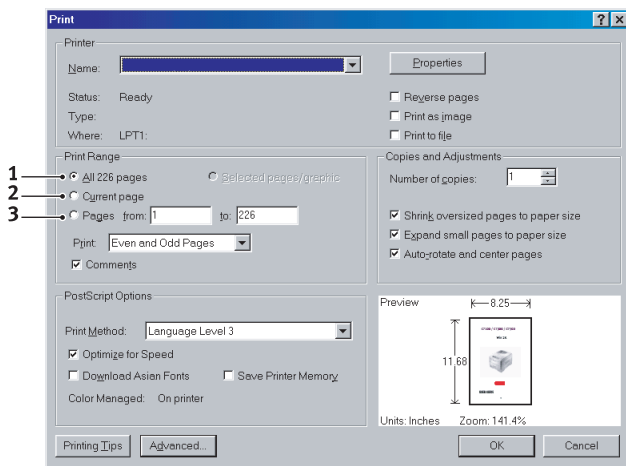 Print
Printer
Name:
Properties
Status: Ready
Type:
Where: LPT1:
Reverse pages
Print as image
Print to file
Print Range
1 All 226 pages
Selected pages/graphic
2 Current page
3 Pages from: 1 to: 226
Print: Even and Odd Pages
Comments
Copies and Adjustments
Number of copies: 1
Shrink oversized pages to paper size
Expand small pages to paper size
Auto-rotate and center pages
PostScript Options
Print Method: Language Level 3
Optimize for Speed
Download Asian Fonts
Save Printer Memory
Color Managed: On printer
Preview
8.25
11.68
Units: Inches Zoom: 141.4%
Printing Tips
Advanced...
OK
Cancel